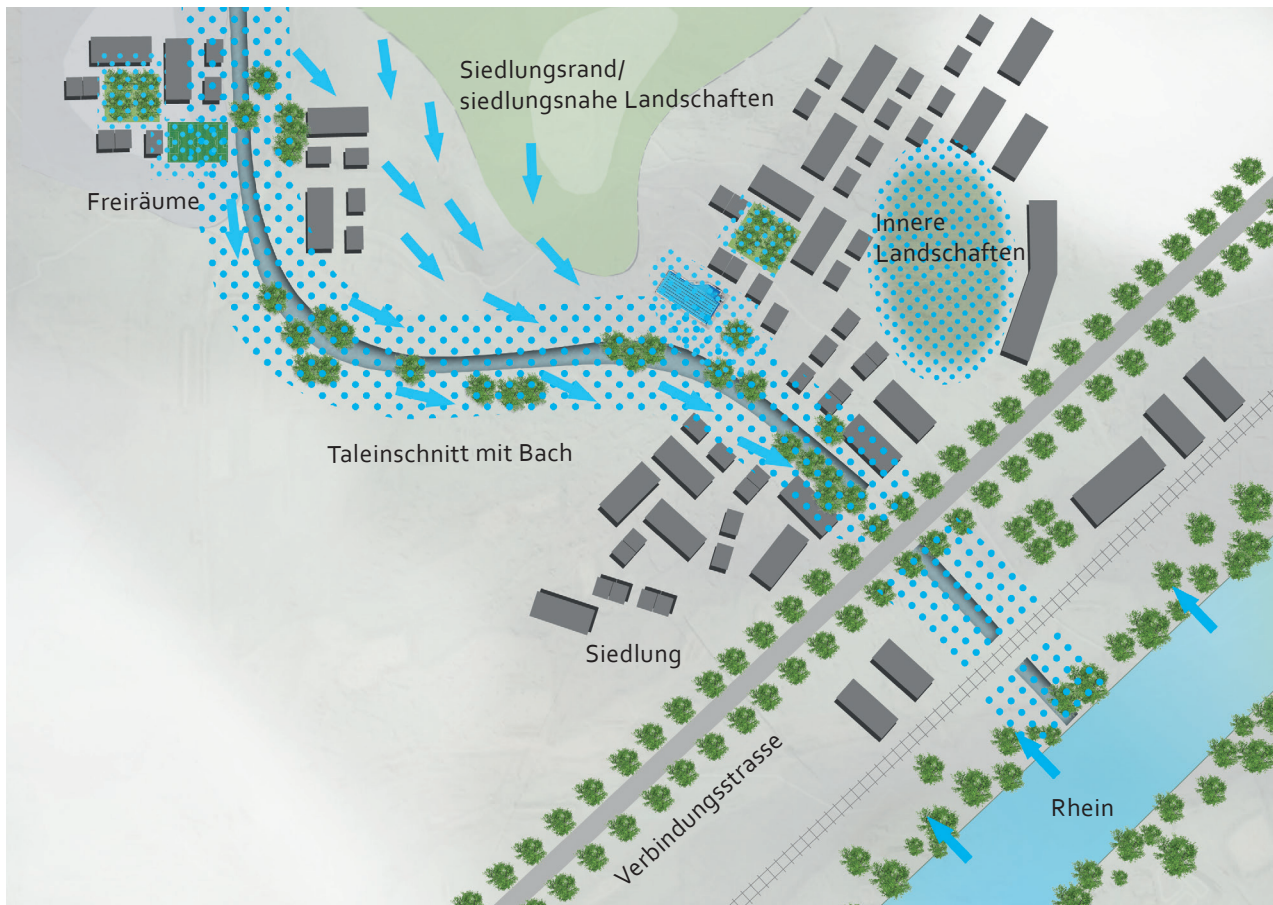 Siedlungsrand/
siedlungsnahe Landschaften
Freiräume
Innere
Landschaften
Taleinschnitt mit Bach
Siedlung
Verbindungsstrasse
Rhein